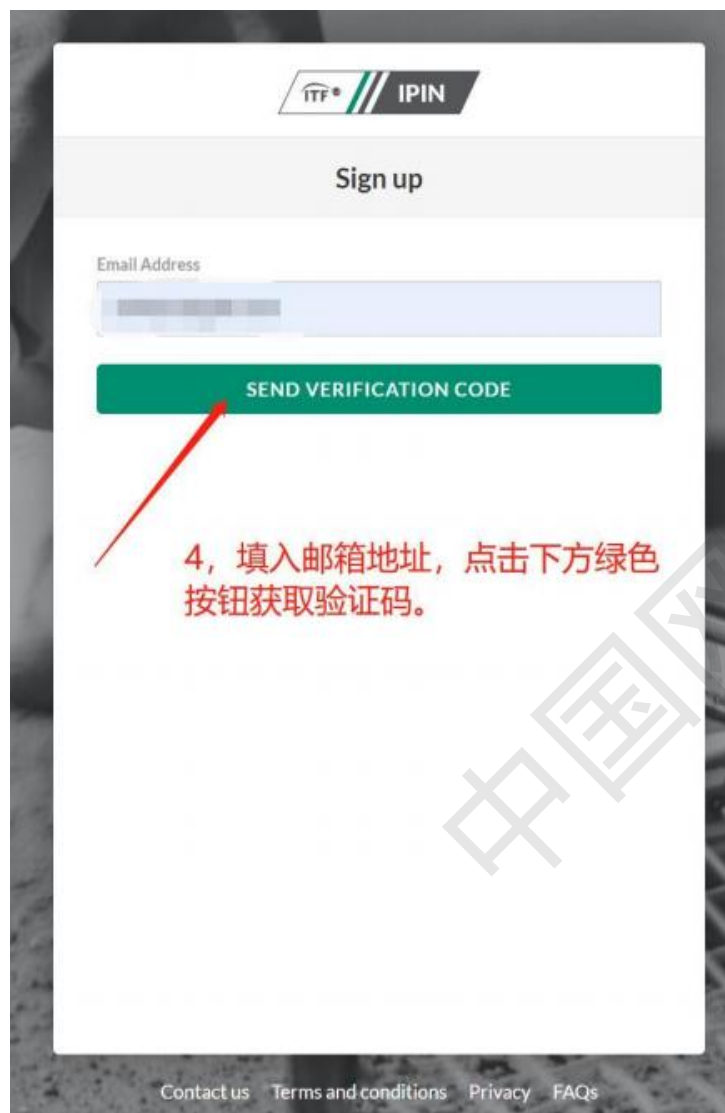 ITF® IPIN
Sign up
Email Address
SEND VERIFICATION CODE
4，填入邮箱地址，点击下方绿色
按钮获取验证码。
中国网
Contact us Terms and conditions Privacy FAQs